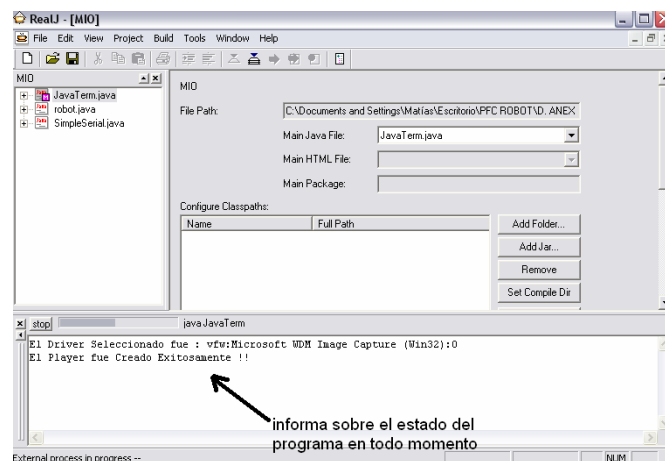 RealJ - [MIO]
File Edit View Project Build Tools Window Help
MIO
JavaTerm.java
robot.java
SimpleSerial.java
MIO
File Path: C:\Documents and Settings\Matías\Escritorio\PFC ROBOT\D. ANEX
Main Java File: JavaTerm.java
Main HTML File:
Main Package:
Configure Classpaths:
Name Full Path
Add Folder...
Add Jar...
Remove
Set Compile Dir
stop java JavaTerm
El Driver Seleccionado fue : vfw:Microsoft WDM Image Capture (Win32):0
El Player fue Creado Exitosamente !!
informa sobre el estado del
programa en todo momento
External process in progress -- NUM